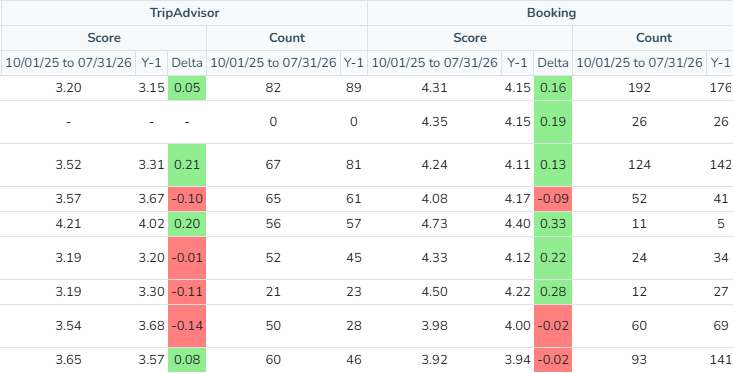 TripAdvisor Booking
Score Count Score Count
10/01/25 to 07/31/26 Y-1 Delta 10/01/25 to 07/31/26 Y-1 10/01/25 to 07/31/26 Y-1 Delta 10/01/25 to 07/31/26 Y-1
3.20 3.15 0.05 82 89 4.31 4.15 0.16 192 176
- - - 0 0 4.35 4.15 0.19 26 26
3.52 3.31 0.21 67 81 4.24 4.11 0.13 124 142
3.57 3.67 -0.10 65 61 4.08 4.17 -0.09 52 41
4.21 4.02 0.20 56 57 4.73 4.40 0.33 11 5
3.19 3.20 -0.01 52 45 4.33 4.12 0.22 24 34
3.19 3.30 -0.11 21 23 4.50 4.22 0.28 12 27
3.54 3.68 -0.14 50 28 3.98 4.00 -0.02 60 69
3.65 3.57 0.08 60 46 3.92 3.94 -0.02 93 141